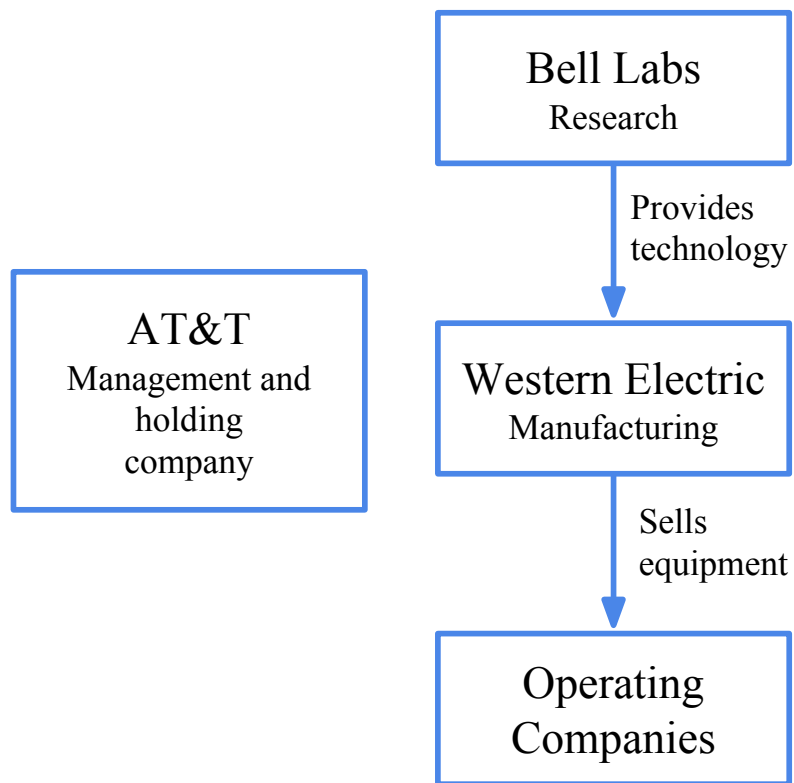 Bell Labs
Research
Provides
technology
AT&T
Management and
holding
company
Western Electric
Manufacturing
Sells
equipment
Operating
Companies